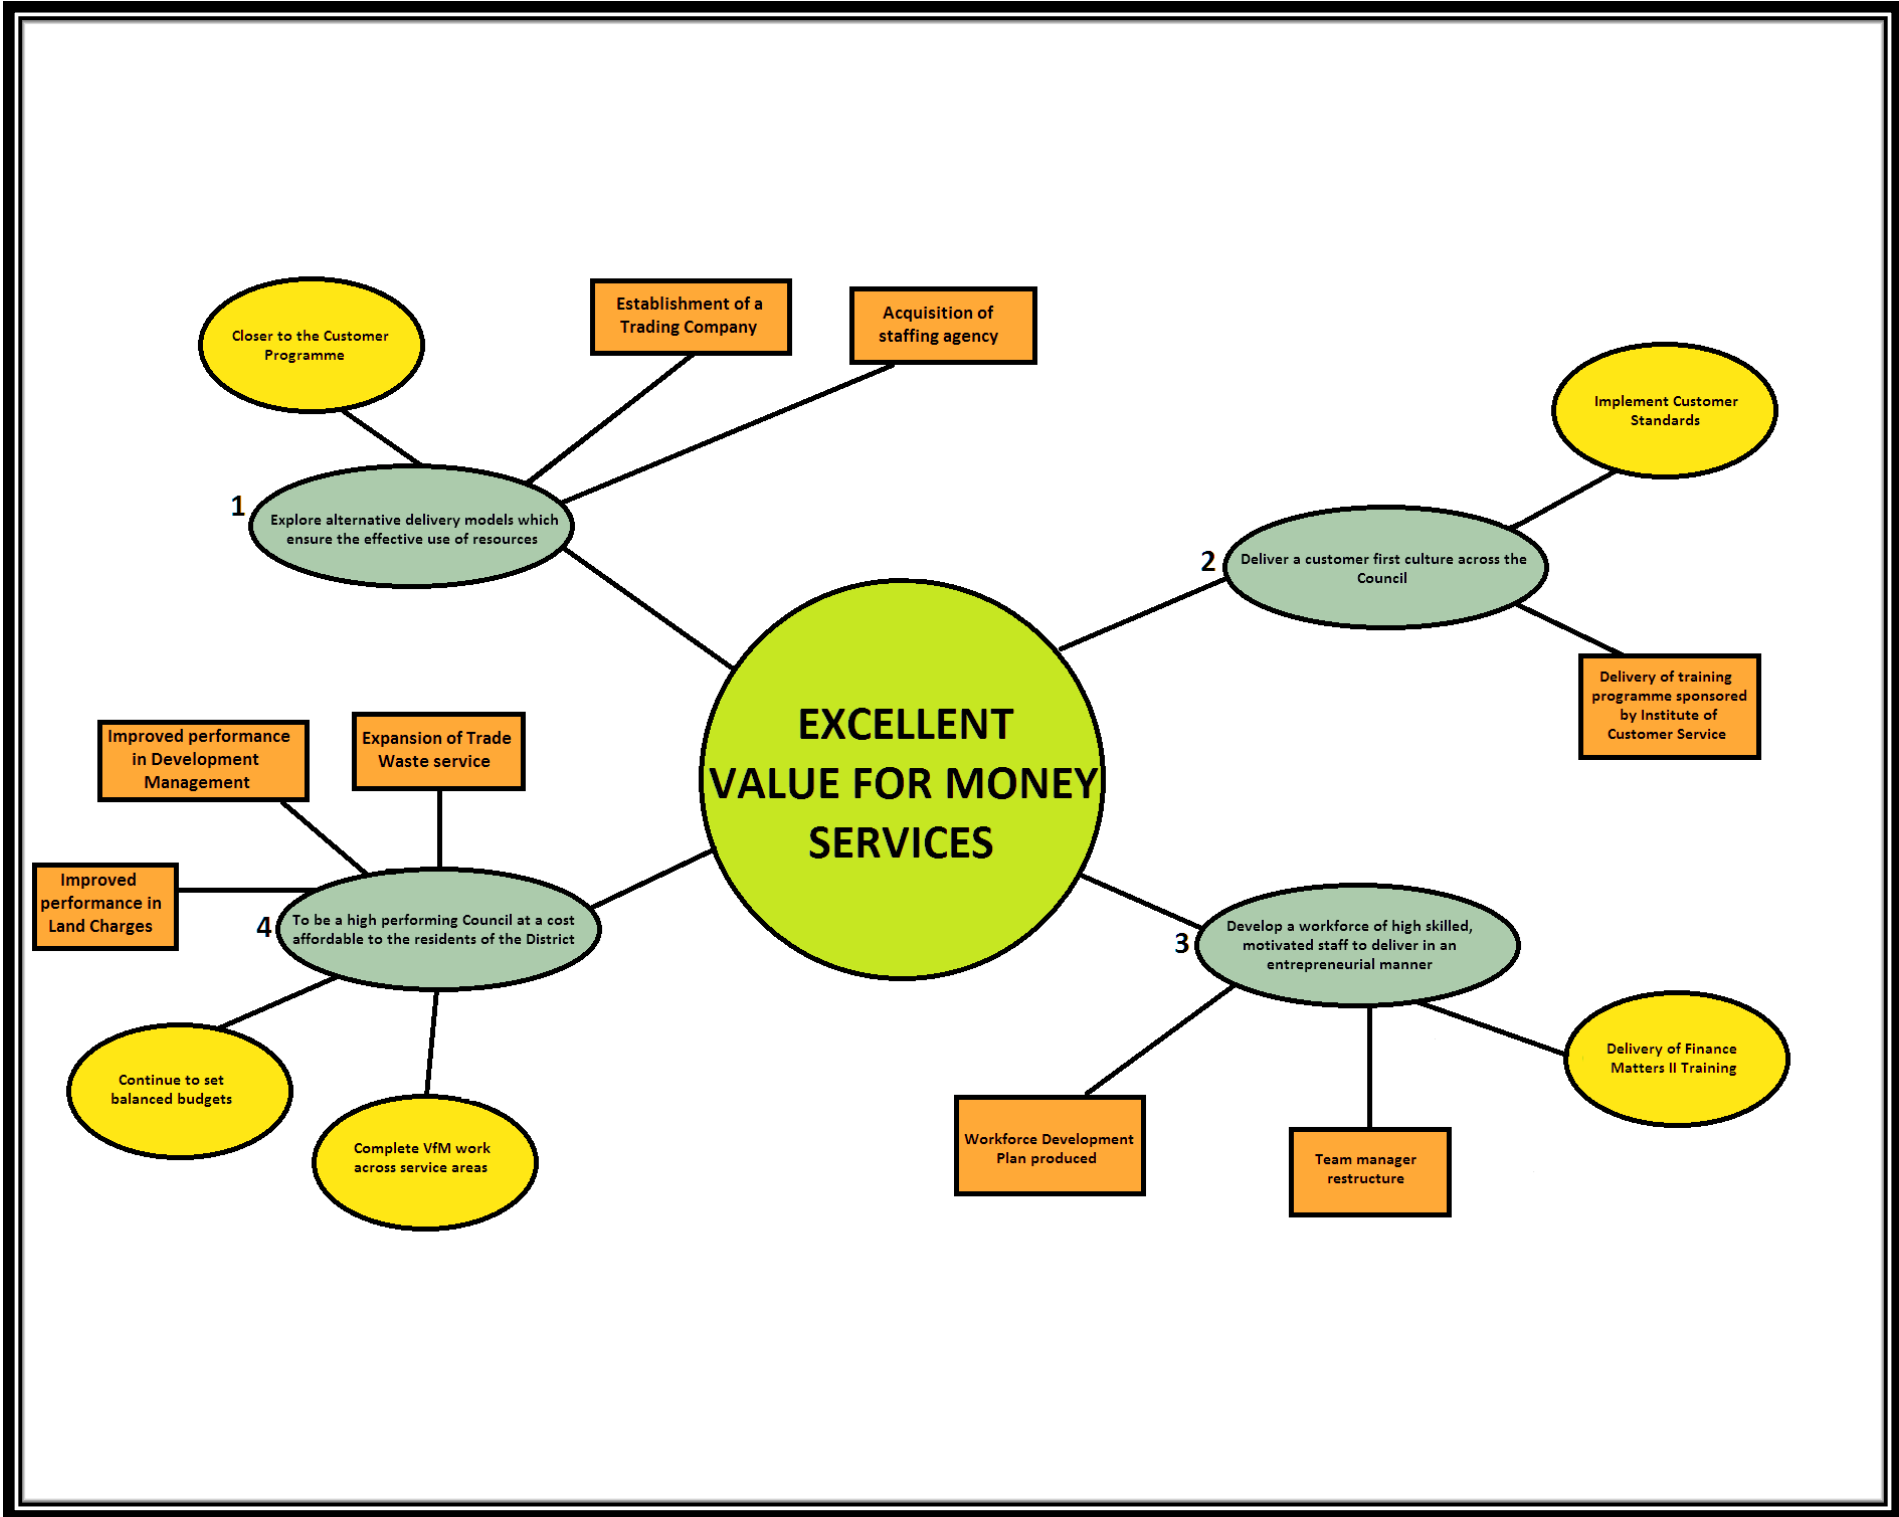 Closer to the Customer
Programme
Establishment of a
Trading Company
Acquisition of
staffing agency
1
Explore alternative delivery models which
ensure the effective use of resources
Implement Customer
Standards
2
Deliver a customer first culture across the
Council
Delivery of training
programme sponsored
by Institute of
Customer Service
EXCELLENT
VALUE FOR MONEY
SERVICES
Improved performance
in Development
Management
Expansion of Trade
Waste service
Improved
performance in
Land Charges
4
To be a high performing Council at a cost
affordable to the residents of the District
Continue to set
balanced budgets
Complete VfM work
across service areas
3
Develop a workforce of high skilled,
motivated staff to deliver in an
entrepreneurial manner
Workforce Development
Plan produced
Team manager
restructure
Delivery of Finance
Matters II Training